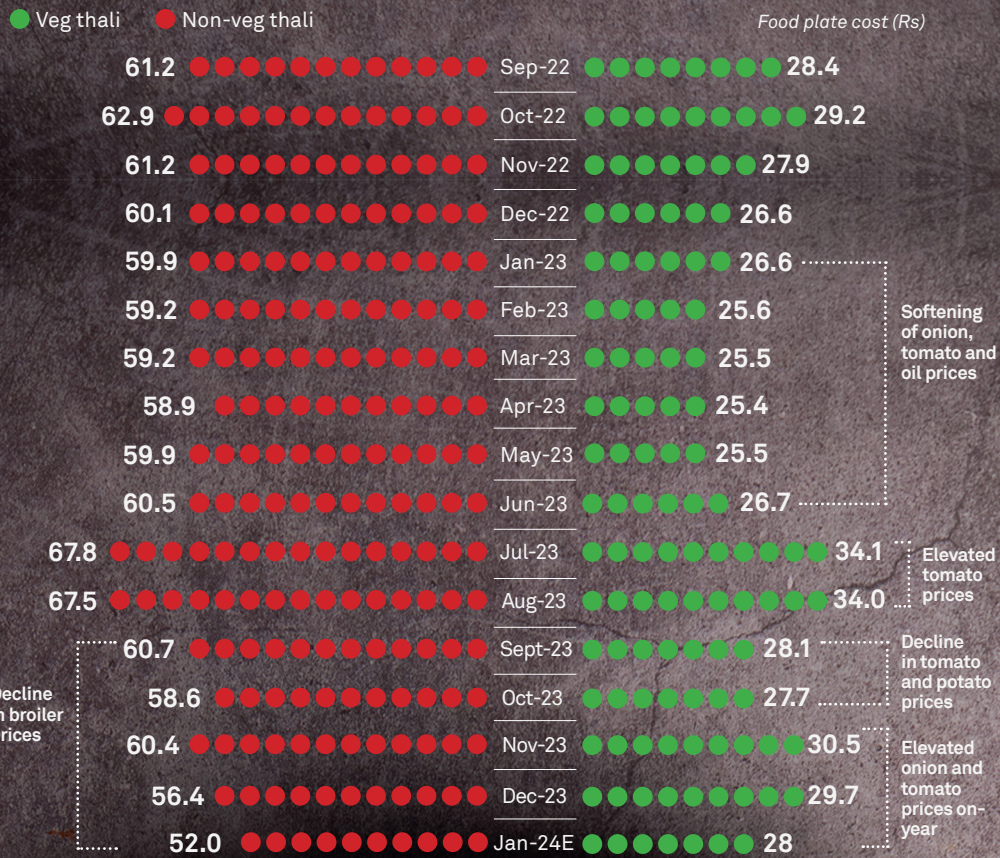 Veg thali Non-veg thali Food plate cost (Rs)
61.2 Sep-22 28.4
62.9 Oct-22 29.2
61.2 Nov-22 27.9
60.1 Dec-22 26.6
59.9 Jan-23 26.6
59.2 Feb-23 25.6
59.2 Mar-23 25.5
58.9 Apr-23 25.4
59.9 May-23 25.5
60.5 Jun-23 26.7
Softening
of onion,
tomato and
oil prices
67.8 Jul-23 34.1
67.5 Aug-23 34.0
Elevated
tomato
prices
60.7 Sept-23 28.1
58.6 Oct-23 27.7
Decline
in tomato
and potato
prices
60.4 Nov-23 30.5
56.4 Dec-23 29.7
52.0 Jan-24E 28
Elevated
onion and
tomato
prices on-
year
ecline
broiler
rices